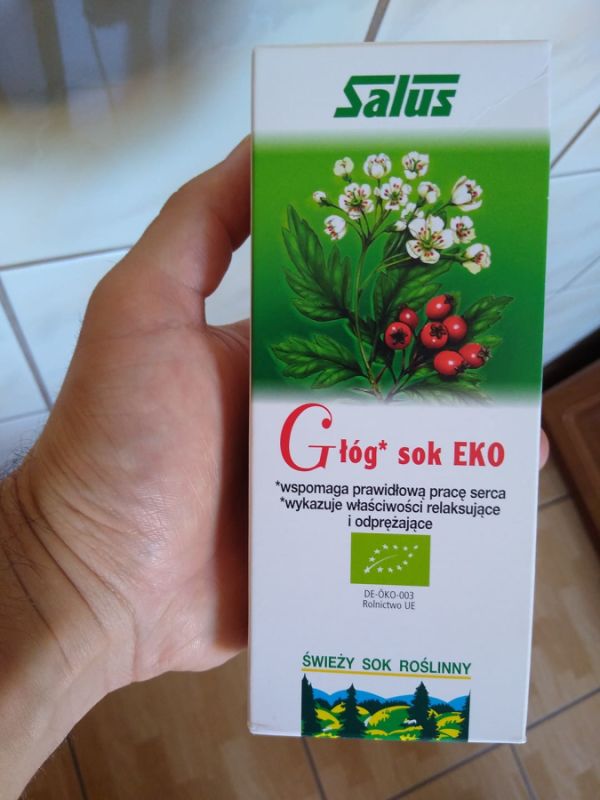 Salus
Głóg* sok EKO
*wspomaga prawidłową pracę serca
*wykazuje właściwości relaksujące
i odprężające
DE-ÖKO-003
Rolnictwo UE
ŚWIEŻY SOK ROŚLINNY